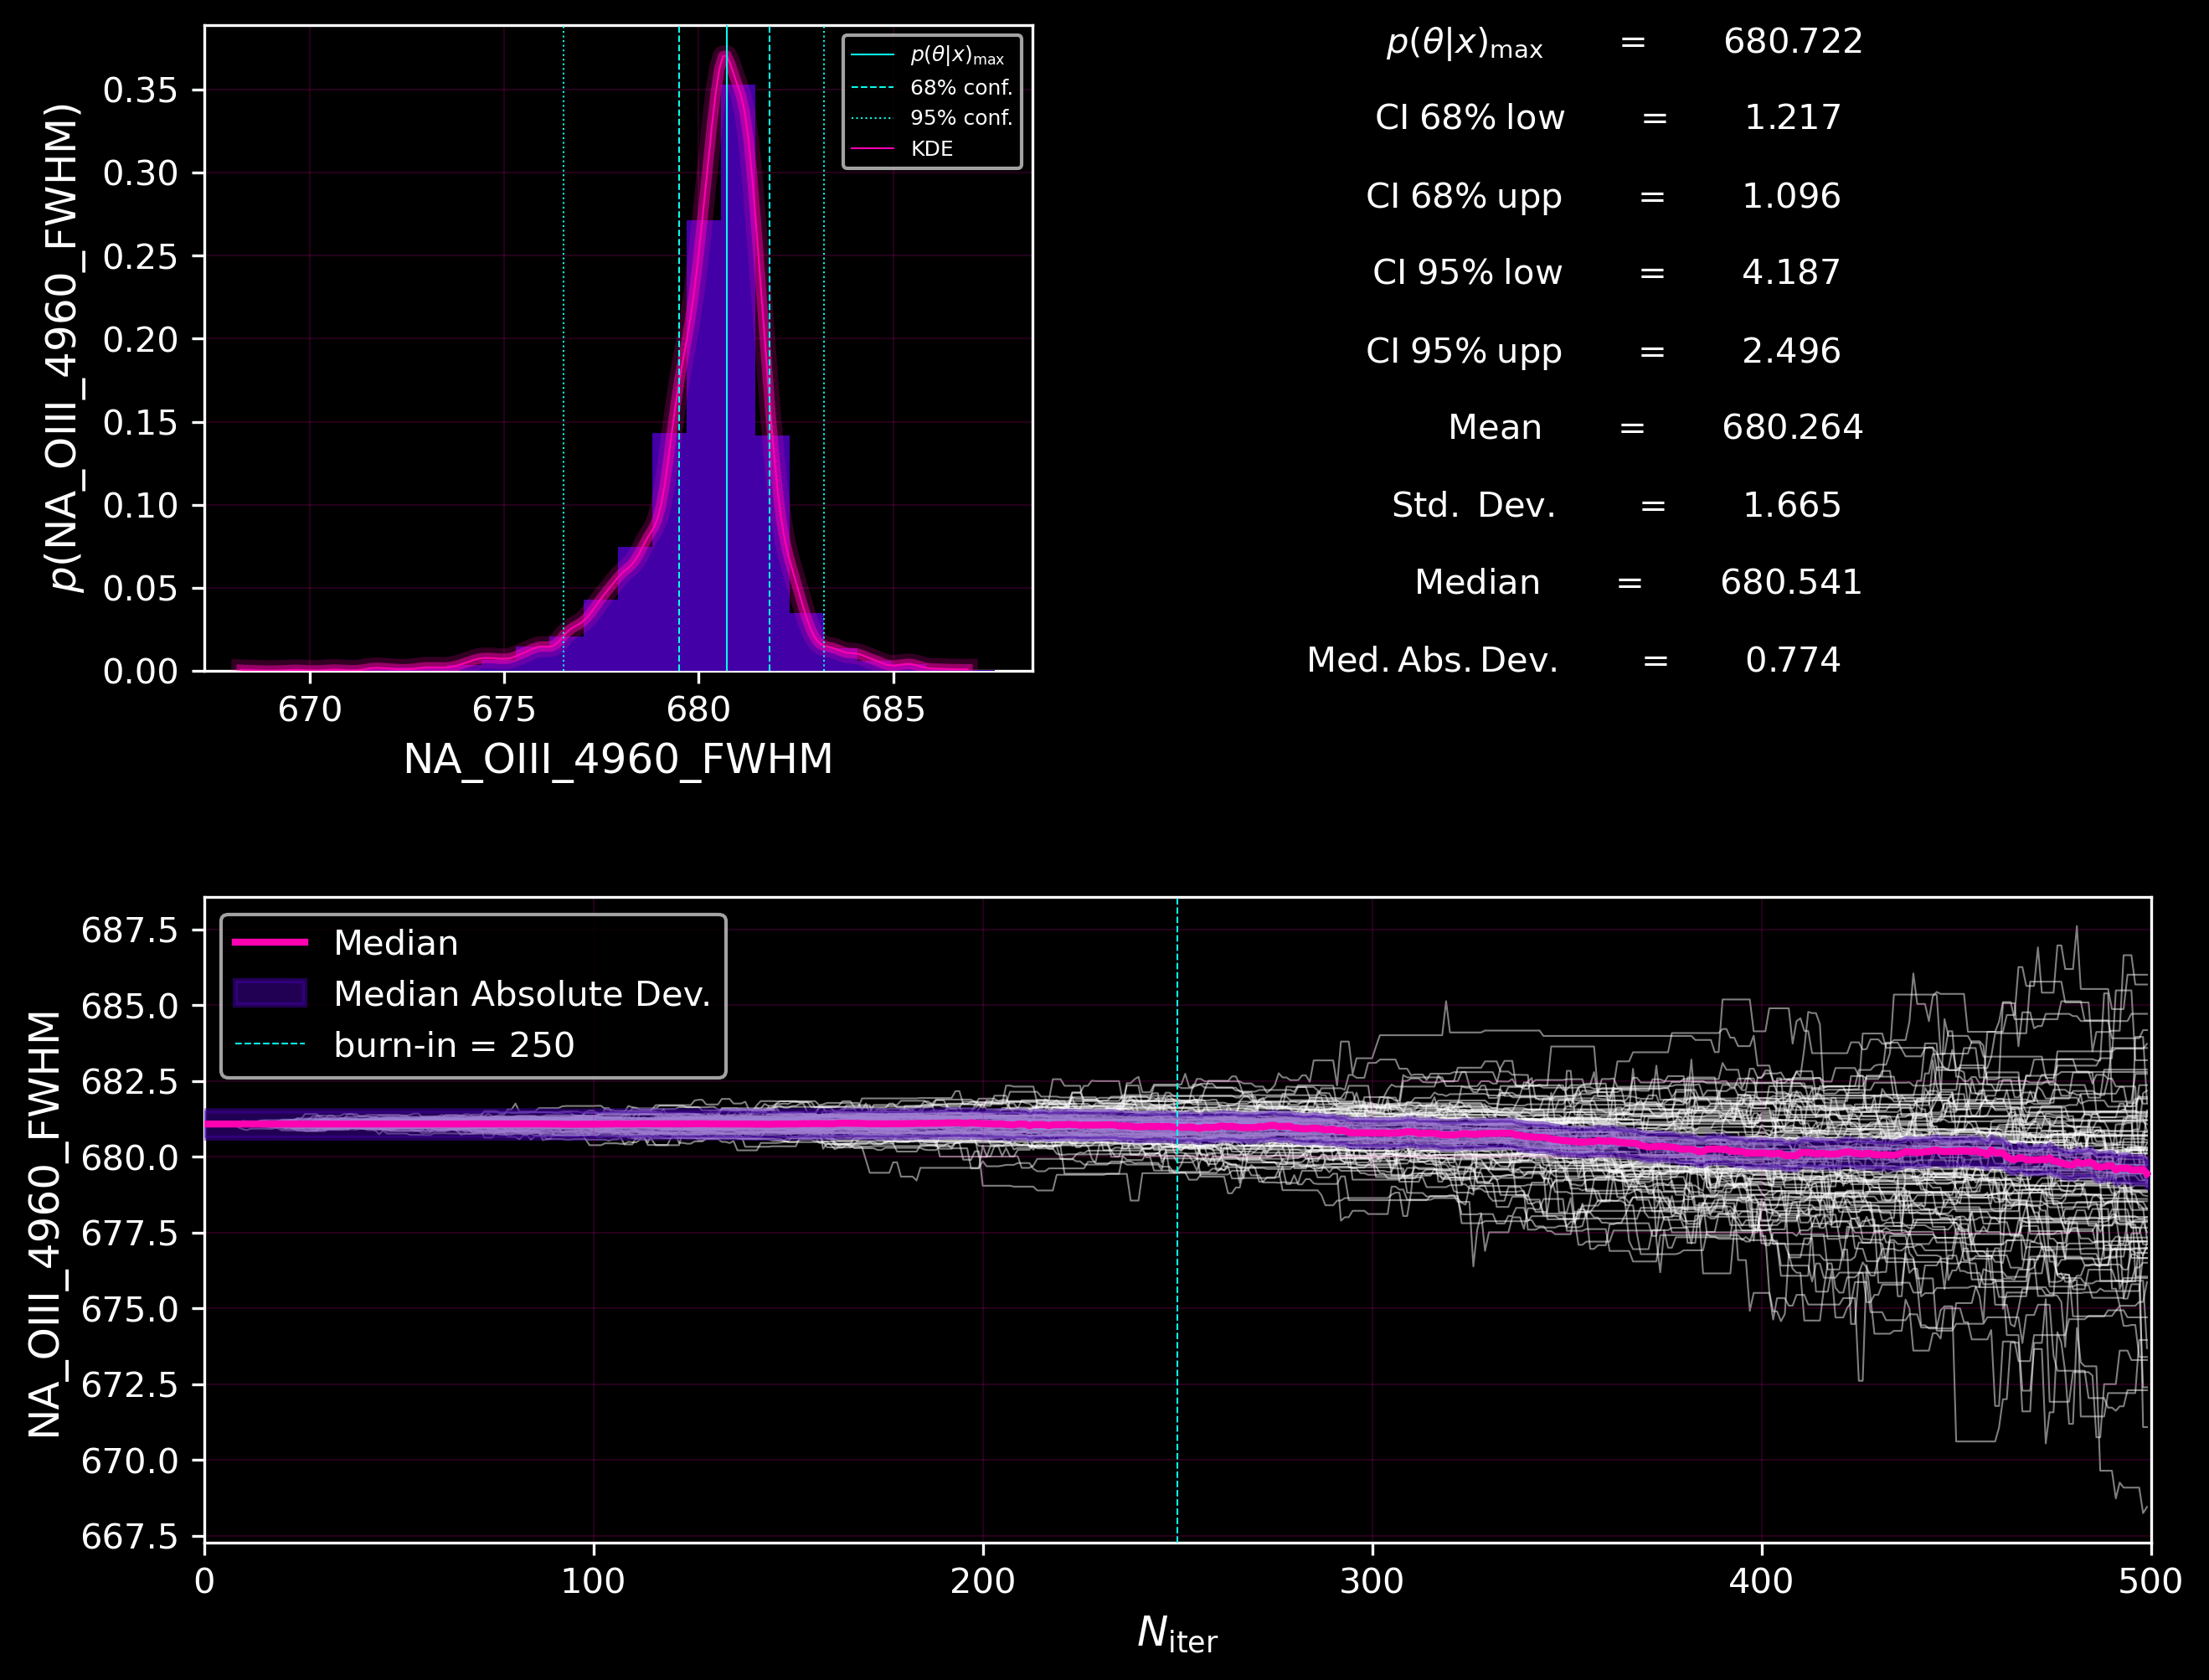 p(NA_OIII_4960_FWHM)
0.35
0.30
0.25
0.20
0.15
0.10
0.05
0.00
670 675 680 685
NA_OIII_4960_FWHM
p(θ|x)max
68% conf.
95% conf.
KDE
p(θ|x)max = 680.722
CI 68% low = 1.217
CI 68% upp = 1.096
CI 95% low = 4.187
CI 95% upp = 2.496
Mean = 680.264
Std. Dev. = 1.665
Median = 680.541
Med. Abs. Dev. = 0.774
NA_OIII_4960_FWHM
687.5
685.0
682.5
680.0
677.5
675.0
672.5
670.0
667.5
Median
Median Absolute Dev.
burn-in = 250
0 100 200 300 400 500
Niter